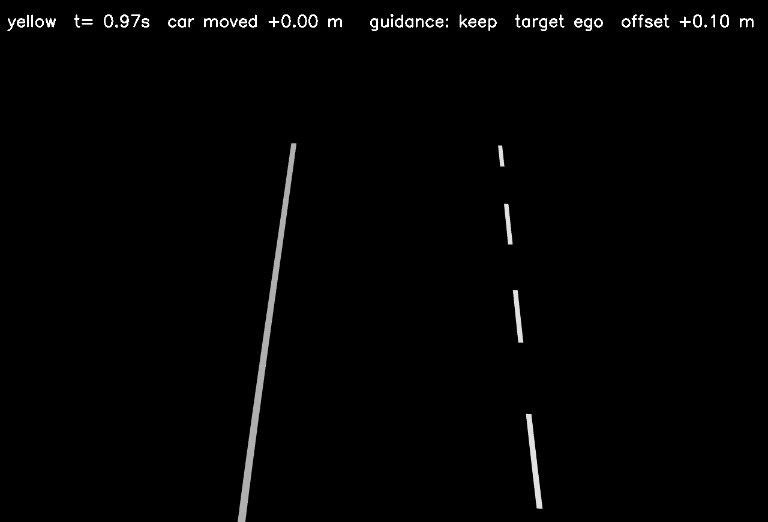 yellow t= 0.97s car moved +0.00 m guidance: keep target ego offset +0.10 m